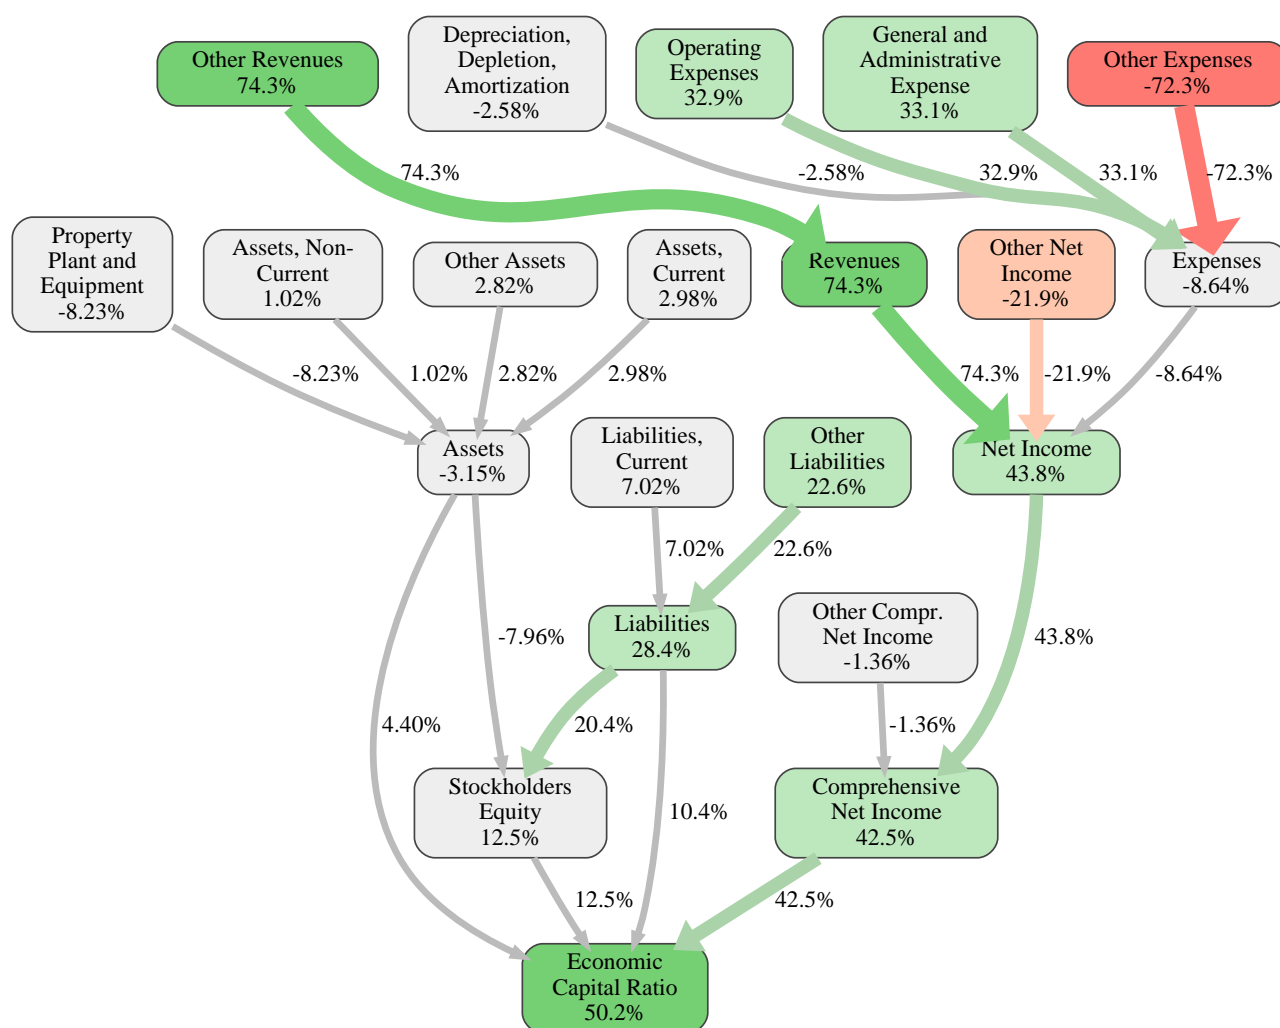 Other Revenues
74.3%
Depreciation,
Depletion,
Amortization
-2.58%
Operating
Expenses
32.9%
General and
Administrative
Expense
33.1%
Other Expenses
-72.3%
74.3%
-2.58%
32.9%
33.1%
-72.3%
Property
Plant and
Equipment
-8.23%
Assets, Non-
Current
1.02%
Other Assets
2.82%
Assets,
Current
2.98%
Revenues
74.3%
Other Net
Income
-21.9%
Expenses
-8.64%
-8.23%
1.02%
2.82%
2.98%
74.3%
-21.9%
-8.64%
Assets
-3.15%
Liabilities,
Current
7.02%
Other
Liabilities
22.6%
Net Income
43.8%
7.02%
22.6%
-7.96%
Liabilities
28.4%
Other Compr.
Net Income
-1.36%
43.8%
4.40%
20.4%
-1.36%
Stockholders
Equity
12.5%
10.4%
Comprehensive
Net Income
42.5%
12.5%
42.5%
Economic
Capital Ratio
50.2%